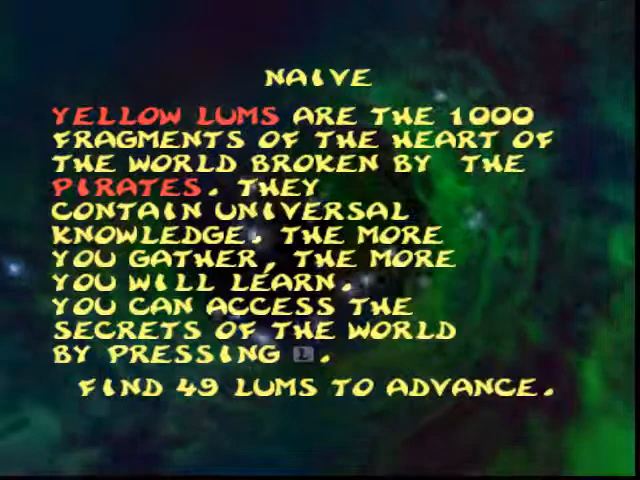 NAIVE
YELLOW LUMS ARE THE 1000
FRAGMENTS OF THE HEART OF
THE WORLD BROKEN BY THE
PIRATES. THEY
CONTAIN UNIVERSAL
KNOWLEDGE. THE MORE
YOU GATHER, THE MORE
YOU WILL LEARN.
YOU CAN ACCESS THE
SECRETS OF THE WORLD
BY PRESSING L.
FIND 49 LUMS TO ADVANCE.